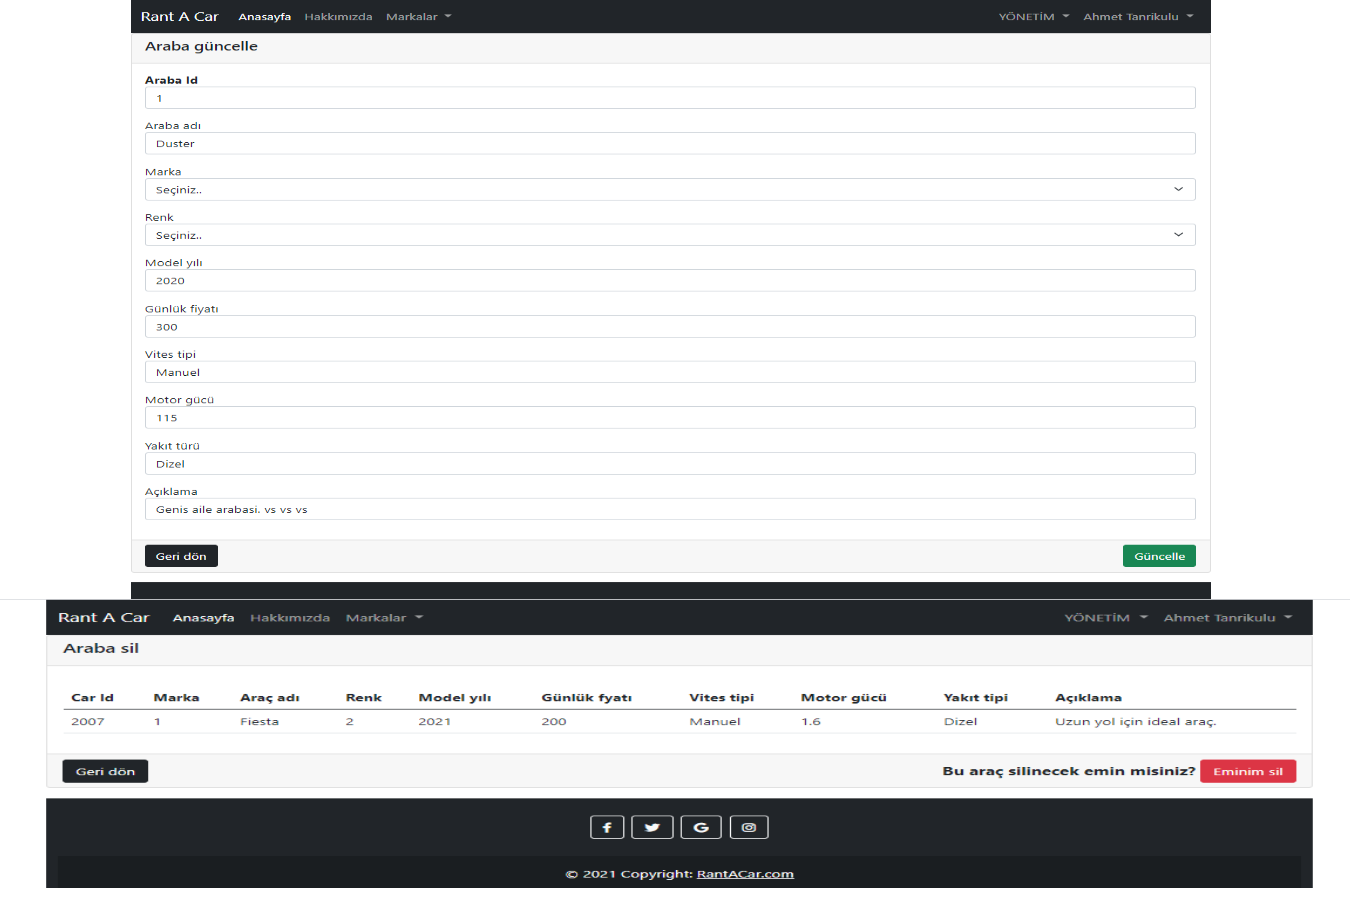 Rant A Car Anasayfa Hakkımızda Markalar YÖNETİM Ahmet Tanrikulu
Araba güncelle
Araba Id
1
Araba adı
Duster
Marka
Seçiniz..
Renk
Seçiniz..
Model yılı
2020
Günlük fiyatı
300
Vites tipi
Manuel
Motor gücü
115
Yakıt türü
Dizel
Açıklama
Genis aile arabasi. vs vs vs
Geri dön Güncelle
Rant A Car Anasayfa Hakkımızda Markalar YÖNETİM Ahmet Tanrikulu
Araba sil
Car Id Marka Araç adı Renk Model yılı Günlük fyatı Vites tipi Motor gücü Yakıt tipi Açıklama
2007 1 Fiesta 2 2021 200 Manuel 1.6 Dizel Uzun yol için ideal araç.
Geri dön Bu araç silinecek emin misiniz? Eminim sil
© 2021 Copyright: RantACar.com